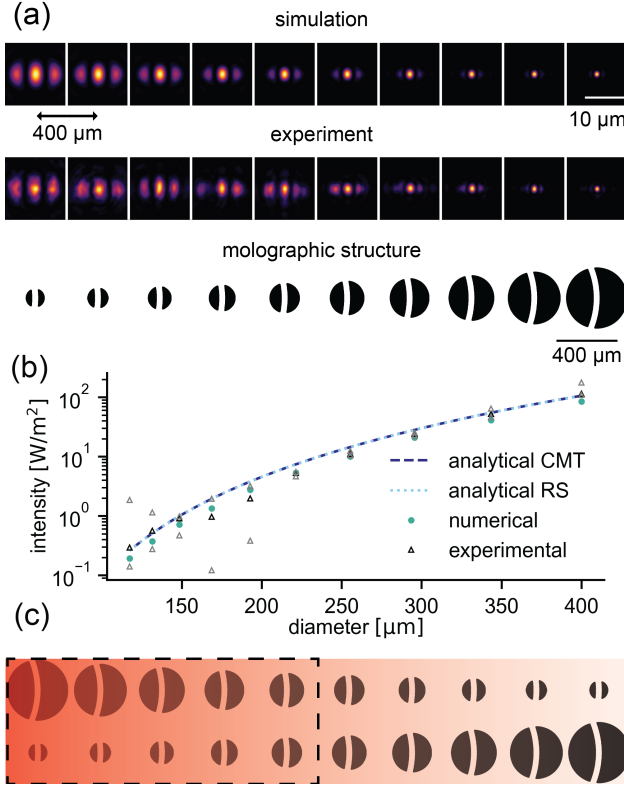 (a)
simulation
400 μm
10 μm
experiment
molographic structure
400 μm
(b)
intensity [W/m²]
10²
10¹
10⁰
10⁻¹
analytical CMT
analytical RS
numerical
experimental
150 200 250 300 350 400
diameter [μm]
(c)